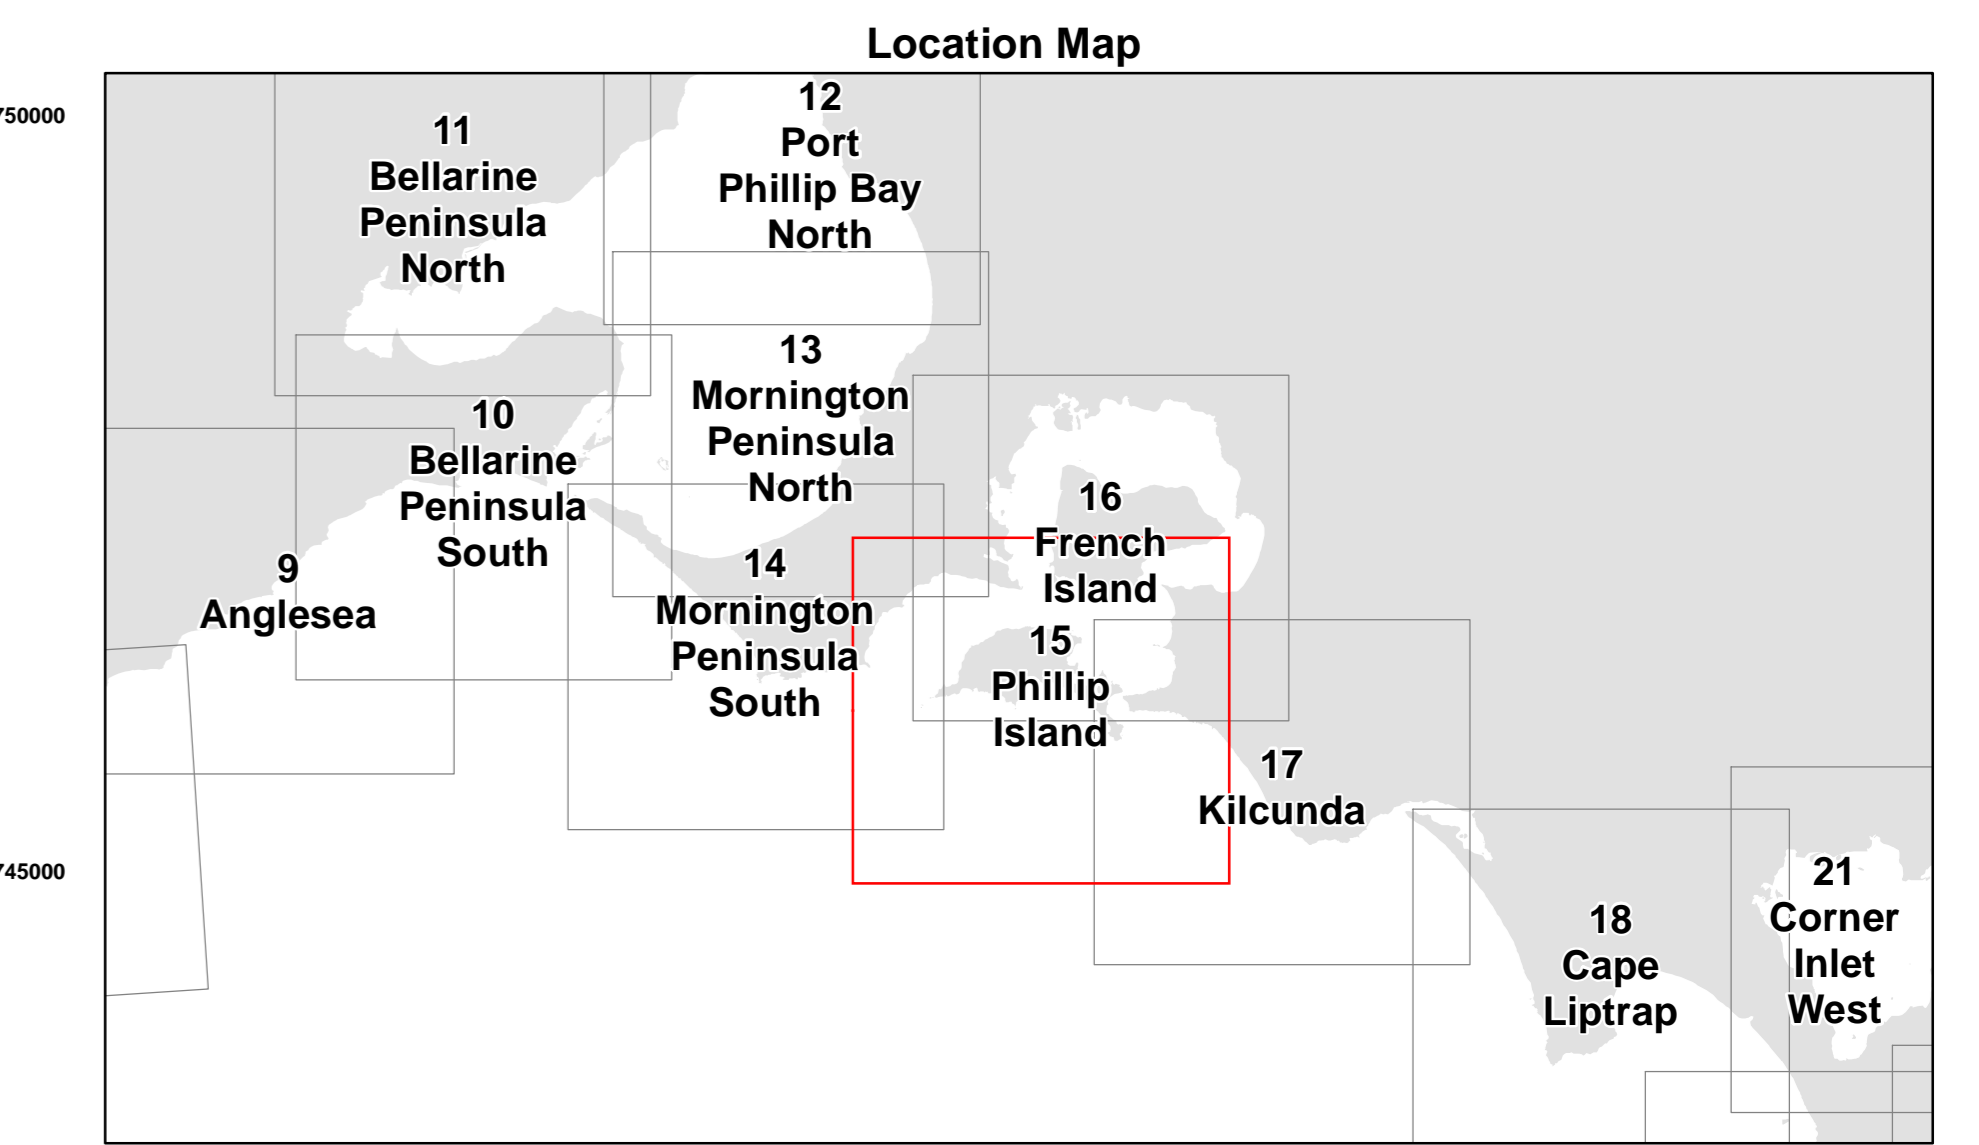 Location Map
750000
745000
11
Bellarine
Peninsula
North
12
Port
Phillip Bay
North
13
Mornington
Peninsula
North
10
Bellarine
Peninsula
South
9
Anglesea
14
Mornington
Peninsula
South
16
French
Island
15
Phillip
Island
17
Kilcunda
18
Cape
Liptrap
21
Corner
Inlet
West